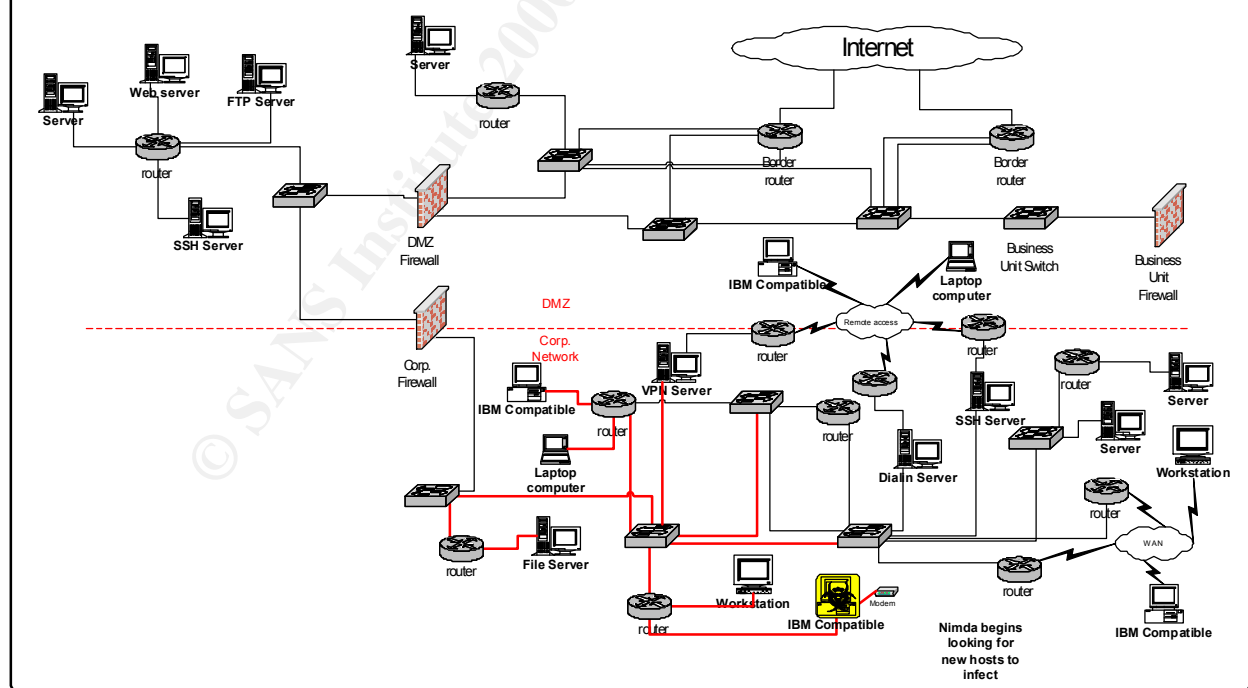 Internet
Server
Web server
FTP Server
Server
router
router
Border
router
Border
router
SSH Server
DMZ
Firewall
IBM Compatible
Laptop
computer
Business
Unit Switch
Business
Unit
Firewall
DMZ
Remote access
Corp.
Firewall
Corp.
Network
router
router
VPN Server
IBM Compatible
router
router
SSH Server
router
Server
Server
Laptop
computer
Dialin Server
Workstation
router
router
File Server
WAN
router
Workstation
Modem
IBM Compatible
router
Nimda begins
looking for
new hosts to
infect
IBM Compatible
© SANS Institute 200